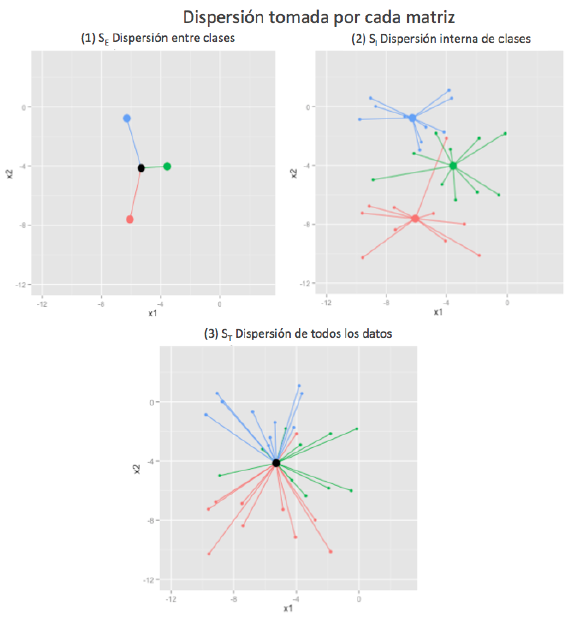 Dispersión tomada por cada matriz
(1) SE Dispersión entre clases
(2) SI Dispersión interna de clases
0
-4
-8
-12
x2
-12
-8
-4
0
x1
0
-4
-8
-12
x2
-12
-8
-4
0
x1
(3) ST Dispersión de todos los datos
0
-4
-8
-12
x2
-12
-8
-4
0
x1